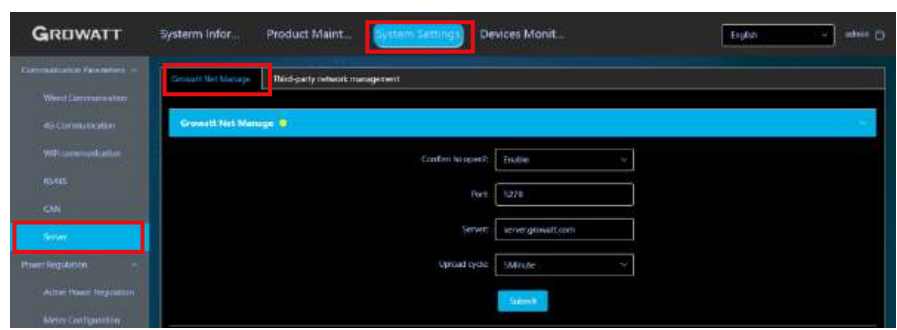 GROWATT
Systerm Infor...
Product Maint...
System Settings
Devices Monit...
English
admin
Communication Parameters
Growatt Net Manage
Third-party network management
Wired Communication
Growatt Net Manage
4G Communication
Confirm to open?:
Enable
WiFi communication
RS485
Port:
5279
CAN
Server
Server:
server.growatt.com
Power Regulation
Upload cycle:
5Minute
Active Power Regulation
Submit
Meter Configuration